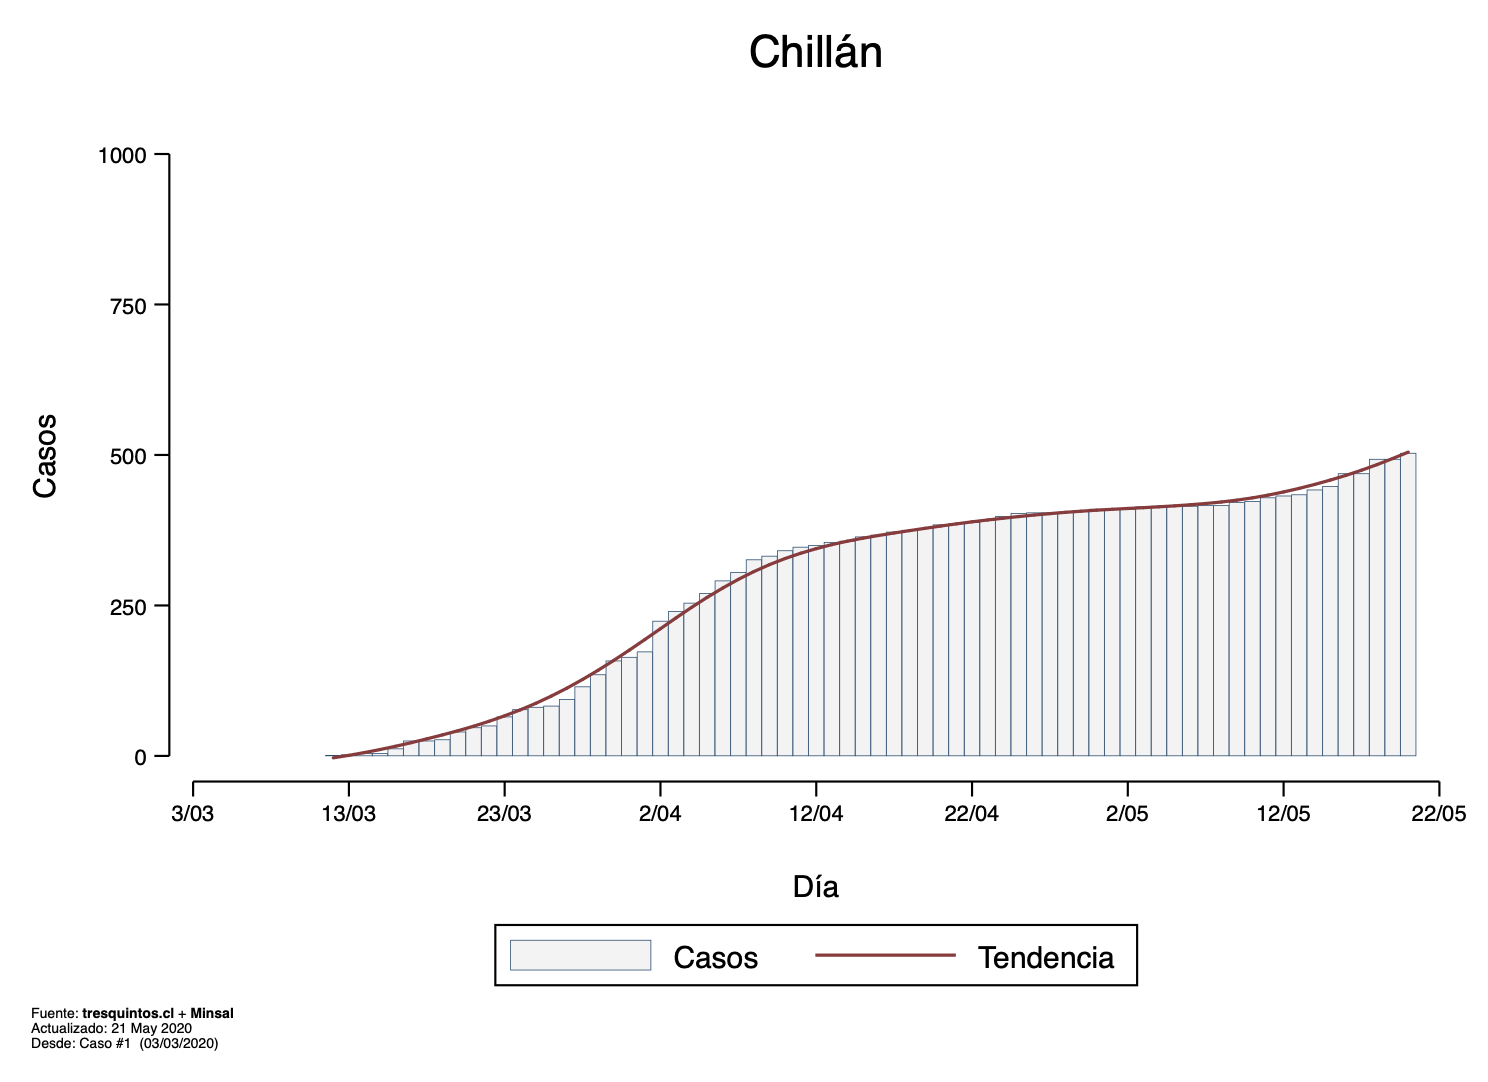 Chillán
1000
750
500
250
0
Casos
3/03 13/03 23/03 2/04 12/04 22/04 2/05 12/05 22/05
Día
Casos Tendencia
Fuente: tresquintos.cl + Minsal
Actualizado: 21 May 2020
Desde: Caso #1 (03/03/2020)